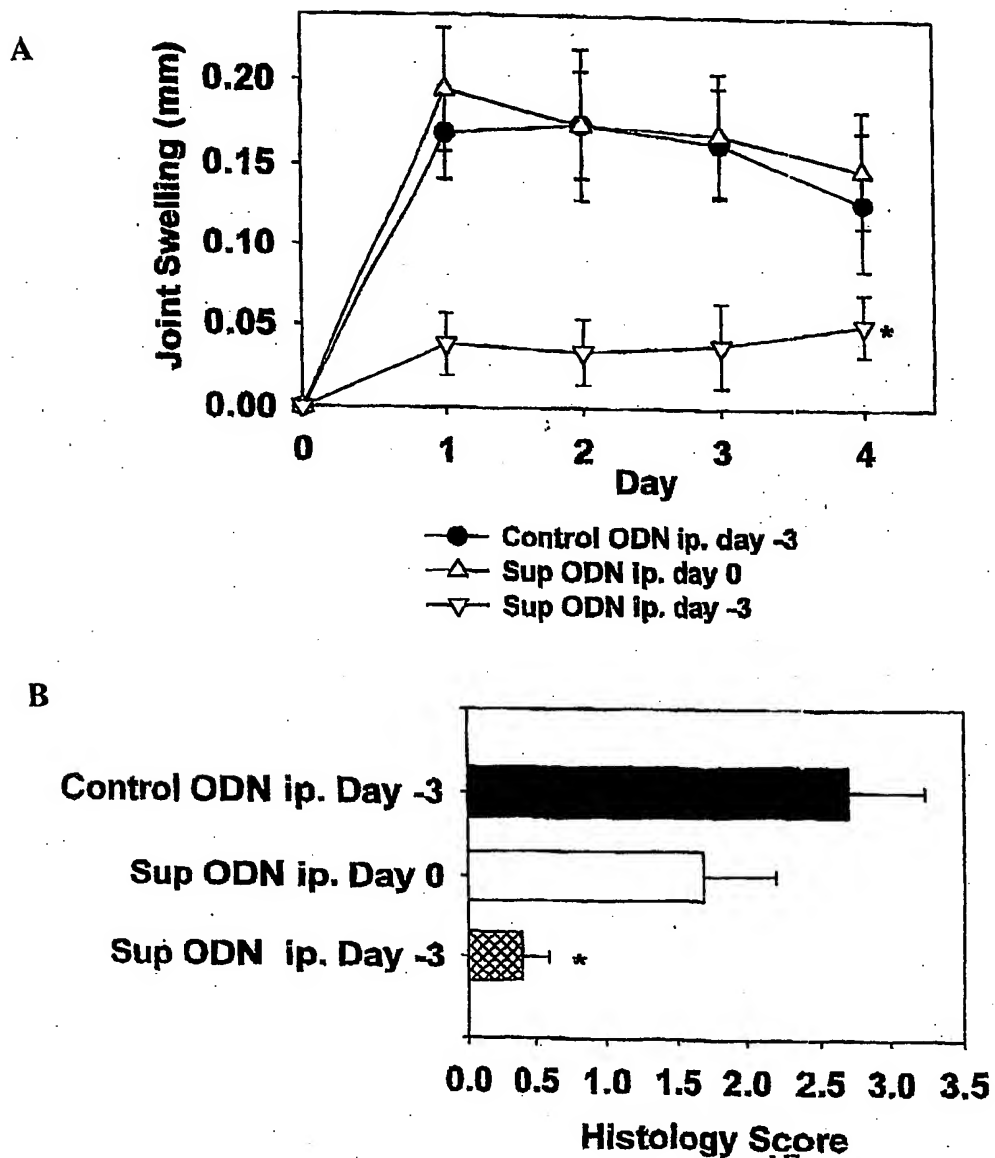 A
Joint Swelling (mm)
0.20
0.15
0.10
0.05
0.00
*
0 1 2 3 4
Day
Control ODN ip. day -3
Sup ODN ip. day 0
Sup ODN ip. day -3
B
Control ODN ip. Day -3
Sup ODN ip. Day 0
Sup ODN ip. Day -3
*
0.0 0.5 1.0 1.5 2.0 2.5 3.0 3.5
Histology Score